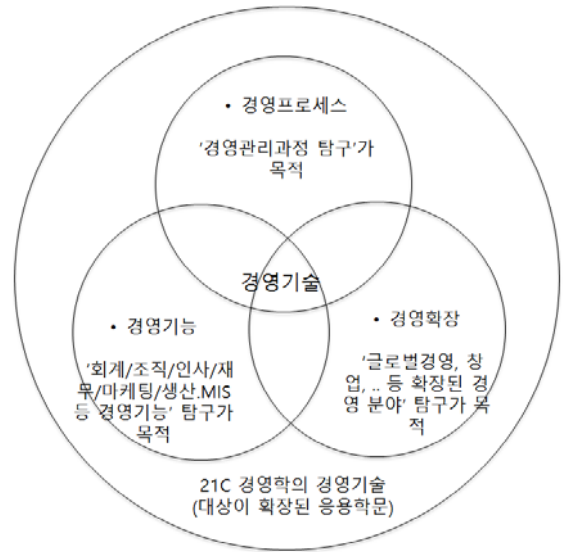 • 경영프로세스
‘경영관리과정 탐구’가
목적
경영기술
• 경영기능
‘회계/조직/인사/재
무/마케팅/생산.MIS
등 경영기능’ 탐구가
목적
• 경영확장
‘글로벌경영, 창
업, .. 등 확장된 경
영 분야’ 탐구가 목
적
21C 경영학의 경영기술
(대상이 확장된 응용학문)